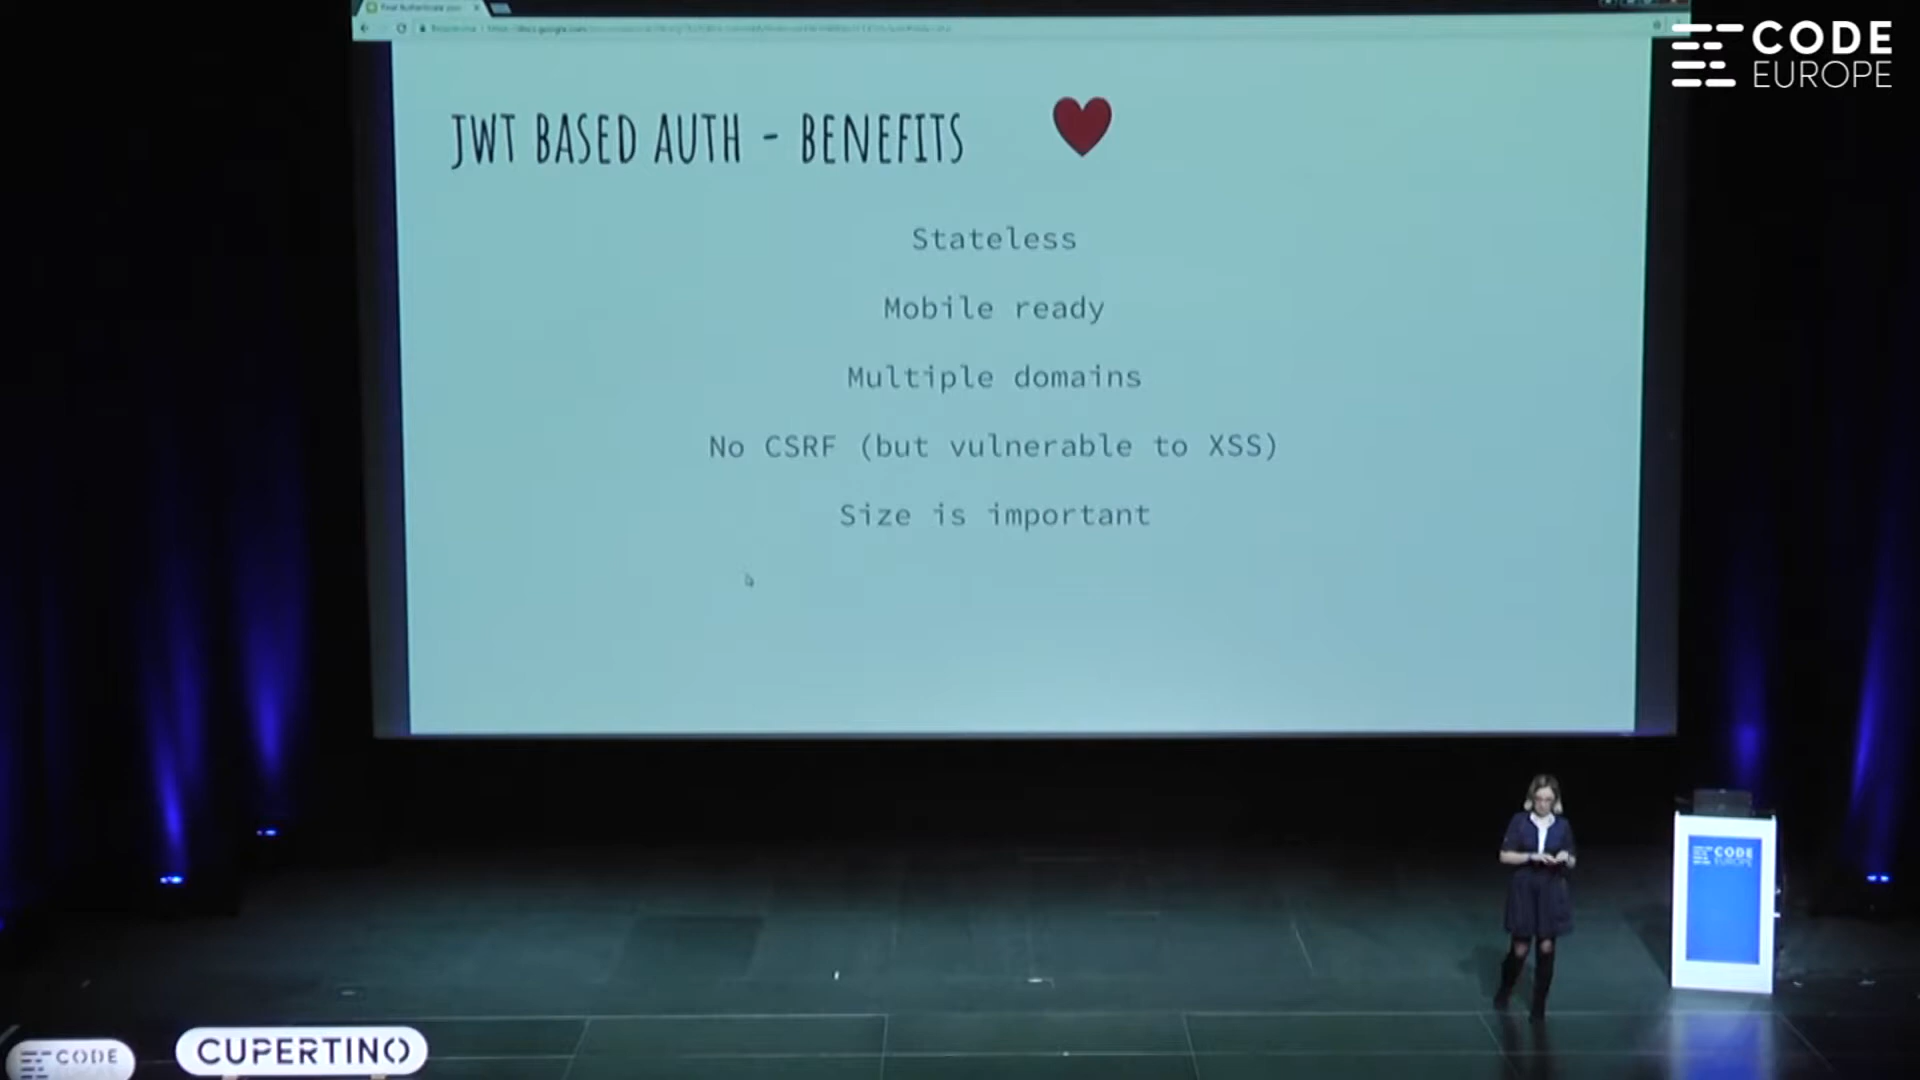 CODE
EUROPE
JWT BASED AUTH - BENEFITS
Stateless
Mobile ready
Multiple domains
No CSRF (but vulnerable to XSS)
Size is important
CODE
EUROPE
CODE
CUPERTINO